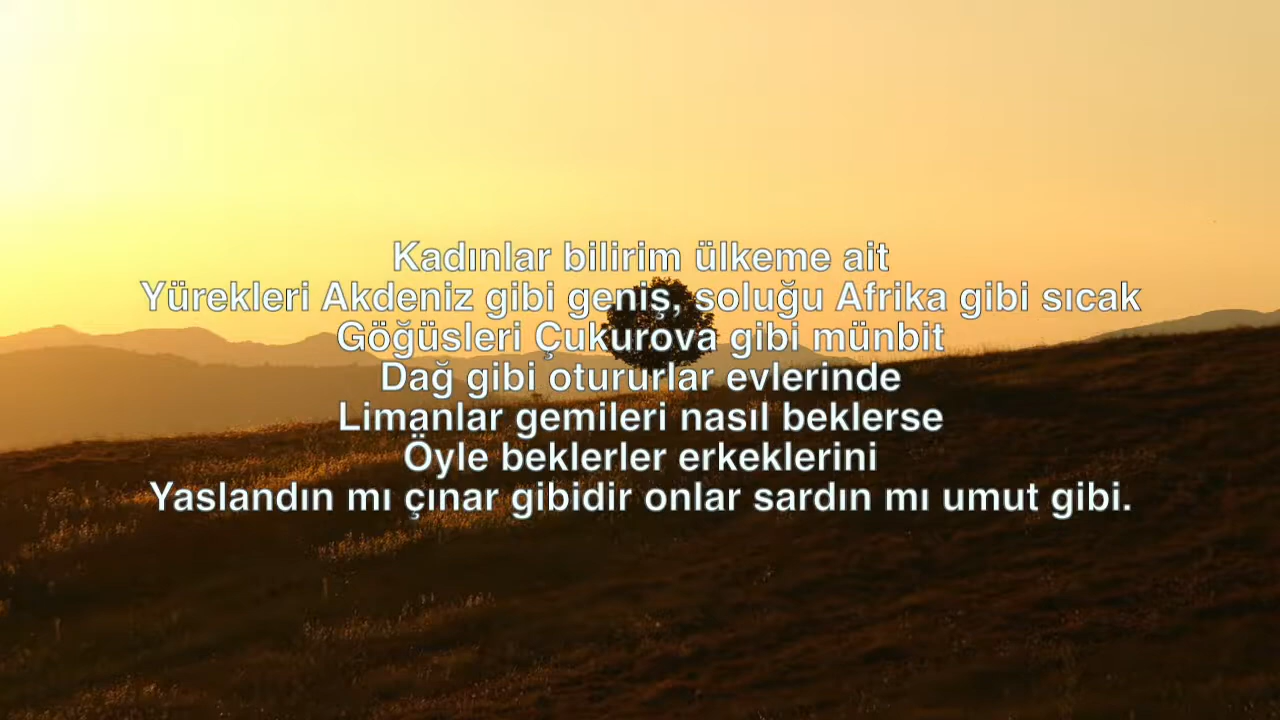 Kadınlar bilirim ülkeme ait
Yürekleri Akdeniz gibi geniş, soluğu Afrika gibi sıcak
Göğüsleri Çukurova gibi münbit
Dağ gibi otururlar evlerinde
Limanlar gemileri nasıl beklerse
Öyle beklerler erkeklerini
Yaslandın mı çınar gibidir onlar sardın mı umut gibi.